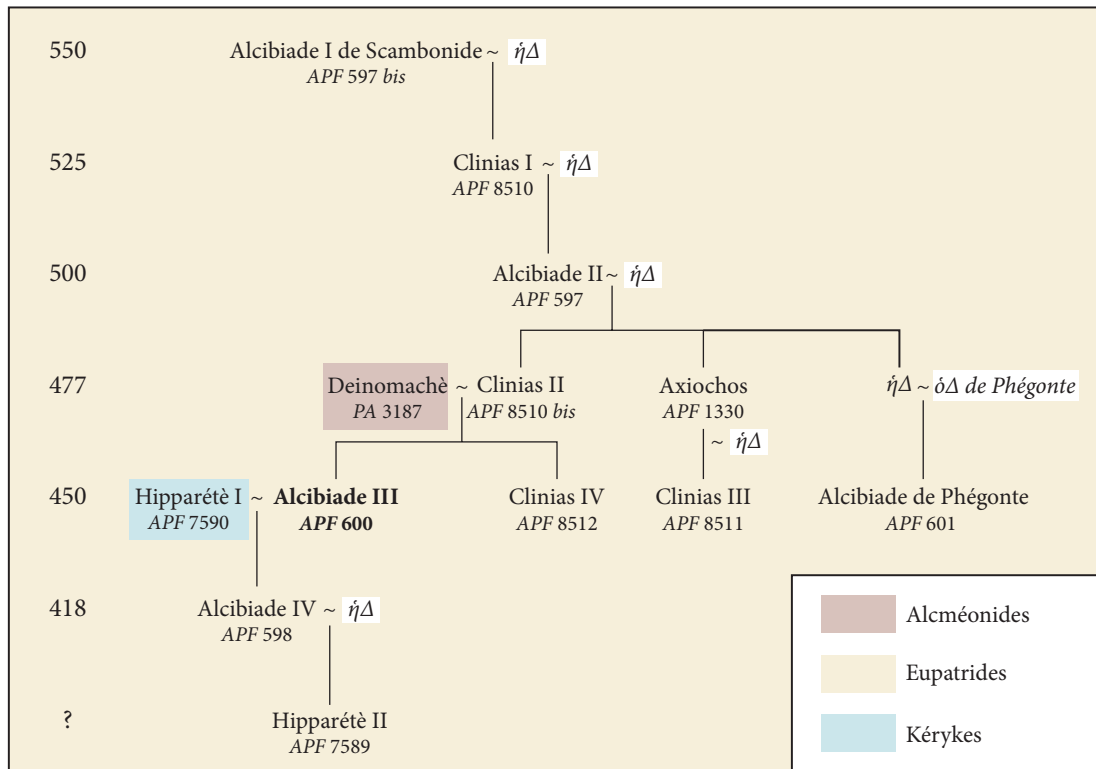 550
Alcibiade I de Scambonide ~ ἡΔ
APF 597 bis
525
Clinias I ~ ἡΔ
APF 8510
500
Alcibiade II ~ ἡΔ
APF 597
477
Deinomachè ~ Clinias II
PA 3187
APF 8510 bis
Axiochos
APF 1330
~ ἡΔ
ἡΔ ~ ὁΔ de Phégonte
450
Hipparétè I ~ Alcibiade III
APF 7590
APF 600
Clinias IV
APF 8512
Clinias III
APF 8511
Alcibiade de Phégonte
APF 601
418
Alcibiade IV ~ ἡΔ
APF 598
?
Hipparétè II
APF 7589
Alcméonides
Eupatrides
Kérykes